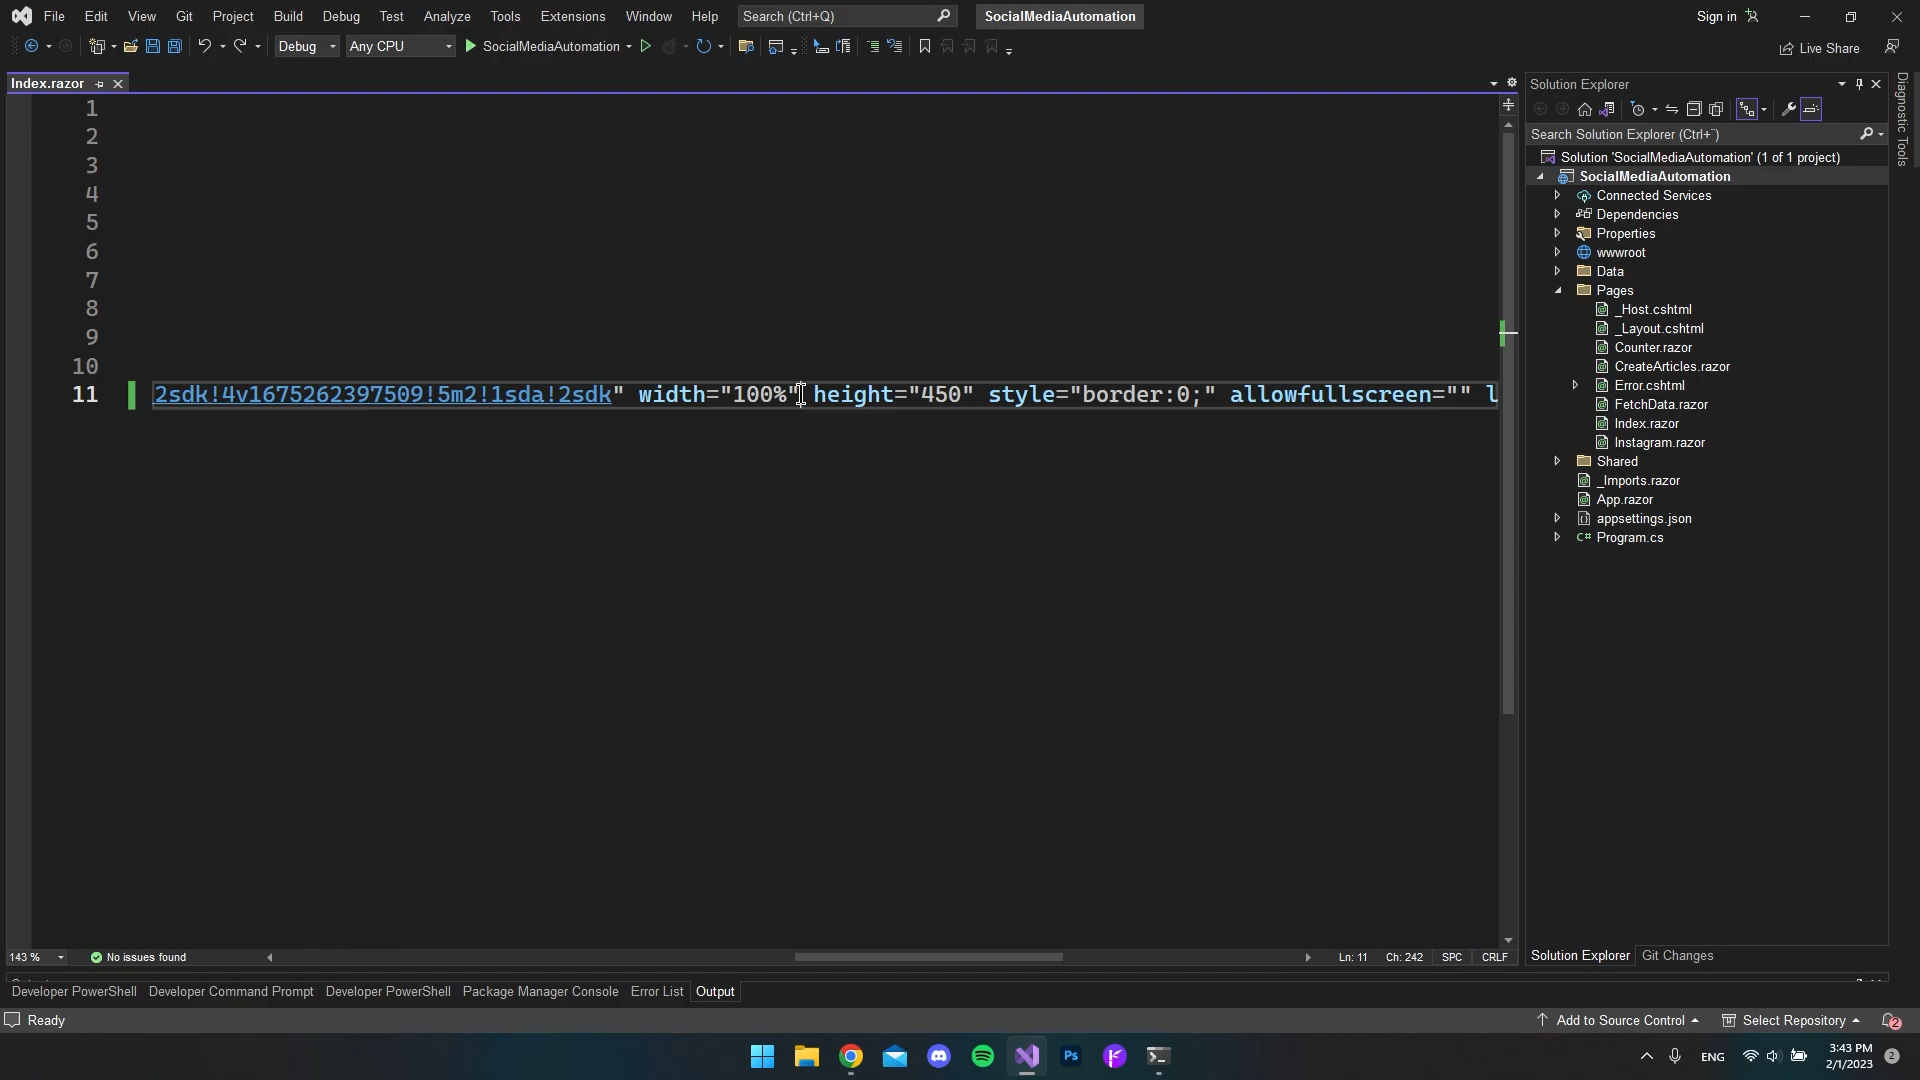 File Edit View Git Project Build Debug Test Analyze Tools Extensions Window Help Search (Ctrl+Q) SocialMediaAutomation Sign in
Debug Any CPU SocialMediaAutomation Live Share
Index.razor
Solution Explorer
Diagnostic Tools
Search Solution Explorer (Ctrl+¨)
Solution 'SocialMediaAutomation' (1 of 1 project)
SocialMediaAutomation
Connected Services
Dependencies
Properties
wwwroot
Data
Pages
_Host.cshtml
_Layout.cshtml
Counter.razor
CreateArticles.razor
Error.cshtml
FetchData.razor
Index.razor
Instagram.razor
Shared
_Imports.razor
App.razor
appsettings.json
C# Program.cs
1
2
3
4
5
6
7
8
9
10
11 2sdk!4v1675262397509!5m2!1sda!2sdk" width="100%" height="450" style="border:0;" allowfullscreen="" l
143 % No issues found Ln: 11 Ch: 242 SPC CRLF
Solution Explorer Git Changes
Developer PowerShell Developer Command Prompt Developer PowerShell Package Manager Console Error List Output
Ready Add to Source Control Select Repository 2
Ps ENG 3:43 PM 2
2/1/2023